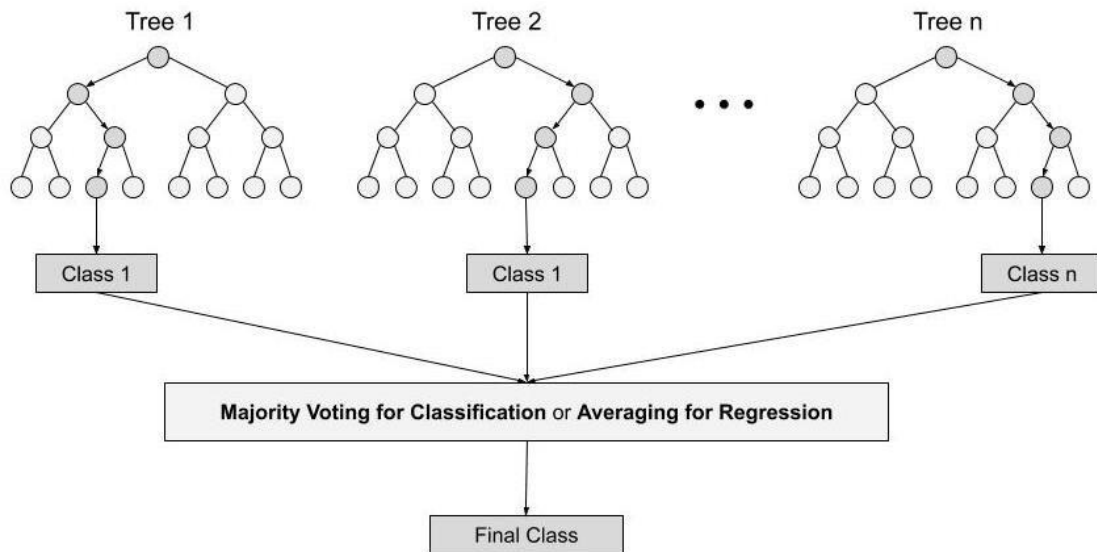 Tree 1
Tree 2
Tree n
Class 1
Class 1
Class n
Majority Voting for Classification or Averaging for Regression
Final Class